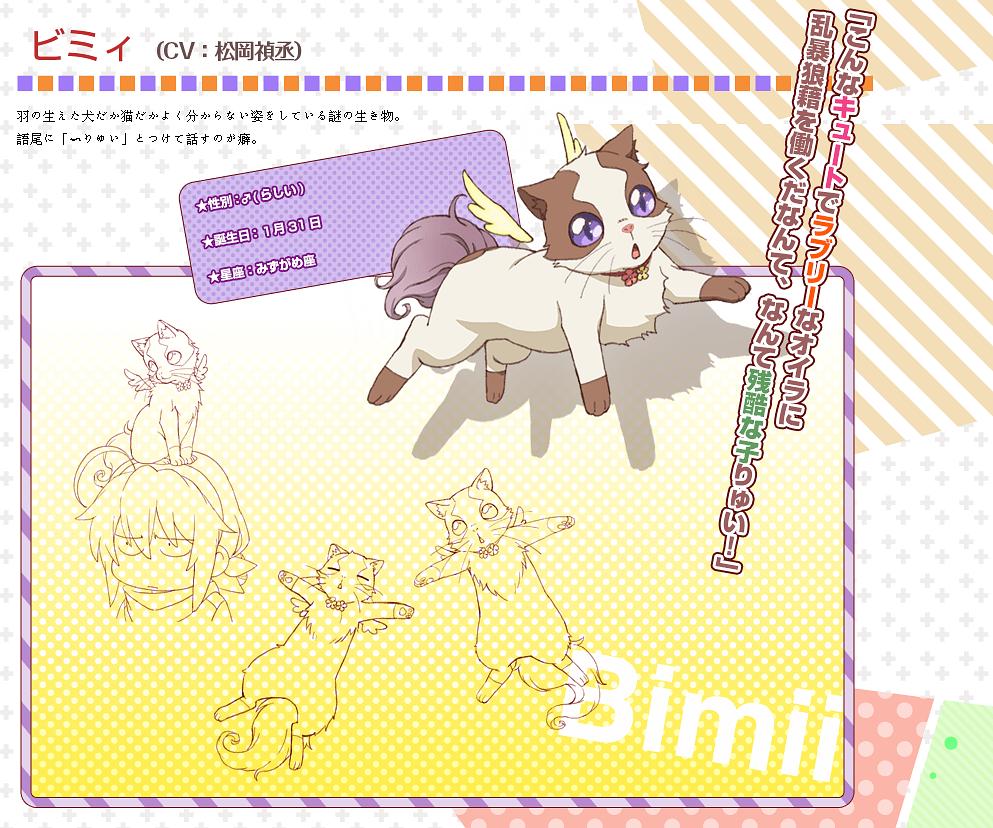 ビミィ (CV：松岡禎丞)
羽の生えた犬だか猫だかよく分からない姿をしている謎の生き物。
語尾に「〜りゅい」とつけて話すのが癖。
★性別：♂(らしい)
★誕生日：1月31日
★星座：みずがめ座
「こんなキュートでラブリーなオイラに
乱暴狼藉を働くだなんて、なんて残酷な子りゅい！」
Bimii